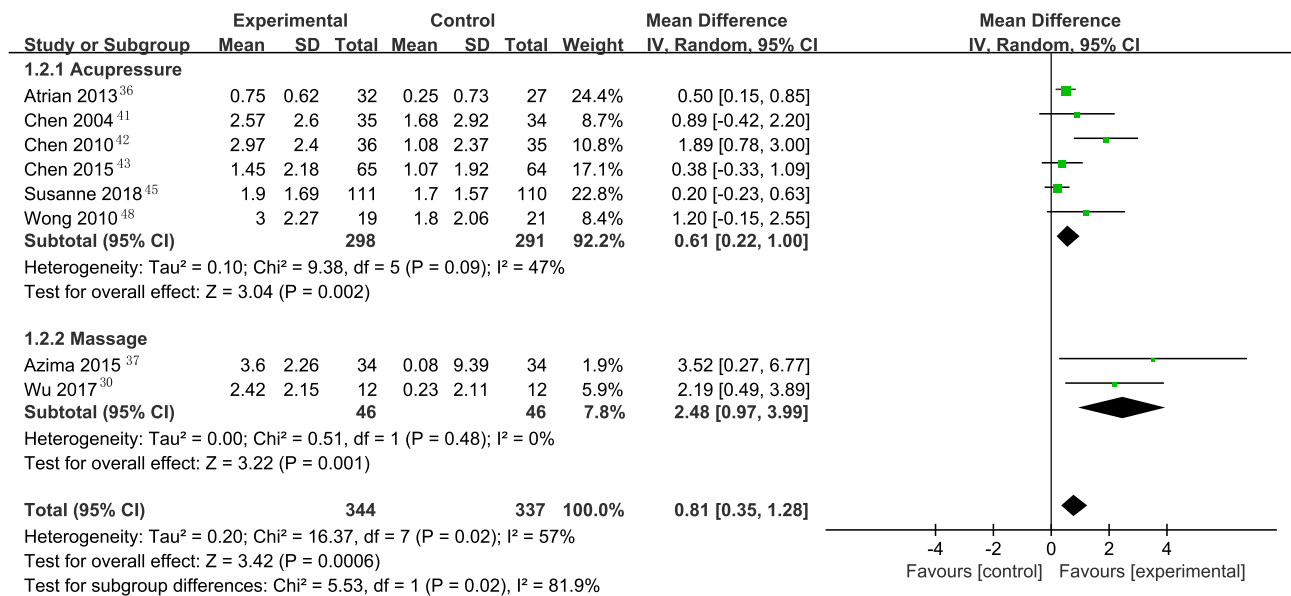 Experimental Control Mean Difference Mean Difference
Study or Subgroup Mean SD Total Mean SD Total Weight IV, Random, 95% CI IV, Random, 95% CI
1.2.1 Acupressure
Atrian 2013 36 0.75 0.62 32 0.25 0.73 27 24.4% 0.50 [0.15, 0.85]
Chen 2004 41 2.57 2.6 35 1.68 2.92 34 8.7% 0.89 [-0.42, 2.20]
Chen 2010 42 2.97 2.4 36 1.08 2.37 35 10.8% 1.89 [0.78, 3.00]
Chen 2015 43 1.45 2.18 65 1.07 1.92 64 17.1% 0.38 [-0.33, 1.09]
Susanne 2018 45 1.9 1.69 111 1.7 1.57 110 22.8% 0.20 [-0.23, 0.63]
Wong 2010 48 3 2.27 19 1.8 2.06 21 8.4% 1.20 [-0.15, 2.55]
Subtotal (95% CI) 298 291 92.2% 0.61 [0.22, 1.00]
Heterogeneity: Tau² = 0.10; Chi² = 9.38, df = 5 (P = 0.09); I² = 47%
Test for overall effect: Z = 3.04 (P = 0.002)
1.2.2 Massage
Azima 2015 37 3.6 2.26 34 0.08 9.39 34 1.9% 3.52 [0.27, 6.77]
Wu 2017 30 2.42 2.15 12 0.23 2.11 12 5.9% 2.19 [0.49, 3.89]
Subtotal (95% CI) 46 46 7.8% 2.48 [0.97, 3.99]
Heterogeneity: Tau² = 0.00; Chi² = 0.51, df = 1 (P = 0.48); I² = 0%
Test for overall effect: Z = 3.22 (P = 0.001)
Total (95% CI) 344 337 100.0% 0.81 [0.35, 1.28]
Heterogeneity: Tau² = 0.20; Chi² = 16.37, df = 7 (P = 0.02); I² = 57%
Test for overall effect: Z = 3.42 (P = 0.0006)
Test for subgroup differences: Chi² = 5.53, df = 1 (P = 0.02), I² = 81.9%
-4 -2 0 2 4
Favours [control] Favours [experimental]